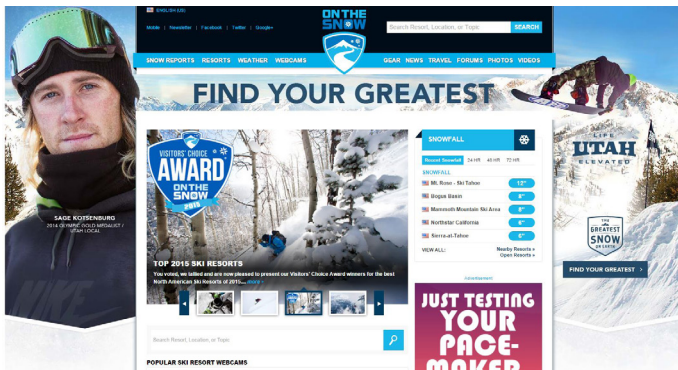 ENGLISH (US)
Mobile | Newsletter | Facebook | Twitter | Google+
ON THE
SNOW
Search Resort, Location, or Topic
SEARCH
SNOW REPORTS RESORTS WEATHER WEBCAMS
GEAR NEWS TRAVEL FORUMS PHOTOS VIDEOS
FIND YOUR GREATEST
SAGE KOTSENBURG
2014 OLYMPIC GOLD MEDALIST /
UTAH LOCAL
VISITORS' CHOICE
AWARD
ON THE
SNOW
2015
TOP 2015 SKI RESORTS
You voted, we tallied and are now pleased to present our Visitors' Choice Award winners for the best
North American Ski Resorts of 2015.... more »
Search Resort, Location, or Topic
POPULAR SKI RESORT WEBCAMS
SNOWFALL
Resort Snowfall 24 HR 48 HR 72 HR
SNOWFALL
Mt. Rose - Ski Tahoe 12"
Bogus Basin 8"
Mammoth Mountain Ski Area 8"
Northstar California 6"
Sierra-at-Tahoe 6"
VIEW ALL: Nearby Resorts »
Open Resorts »
Advertisement
JUST TESTING
YOUR
PACE-
MAKER
LIFE
UTAH
ELEVATED
THE
GREATEST
SNOW
ON EARTH
FIND YOUR GREATEST >